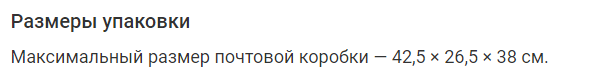 Размеры упаковки
Максимальный размер почтовой коробки — 42,5 × 26,5 × 38 см.